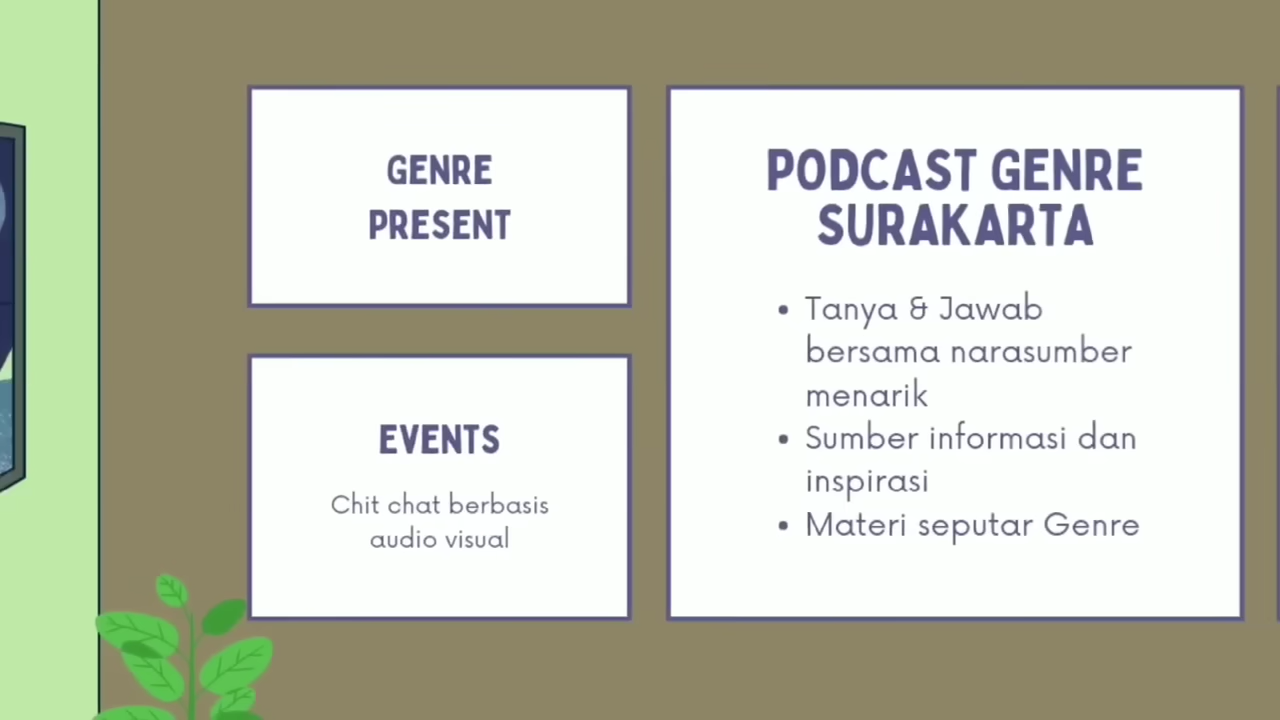 GENRE
PRESENT
EVENTS
Chit chat berbasis
audio visual
PODCAST GENRE
SURAKARTA
• Tanya & Jawab
bersama narasumber
menarik
• Sumber informasi dan
inspirasi
• Materi seputar Genre